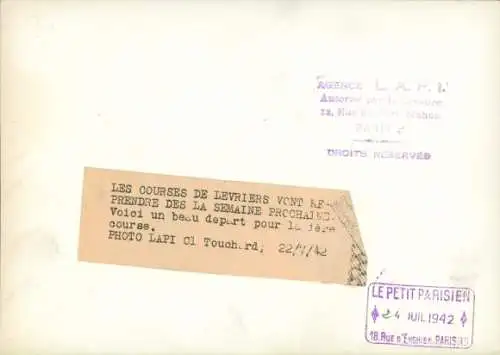 AGENCE L.A.P.I.
PARIS
DROITS RÉSERVÉS
LES COURSES DE LEVRIERS VONT RE-
PRENDRE DES LA SEMAINE PROCHAINE.
Voici un beau depart pour la 1ère
course.
PHOTO LAPI Cl Touchard, 22/7/42
LE PETIT PARISIEN
24 JUIL 1942
18 Rue d'Enghien. PARIS